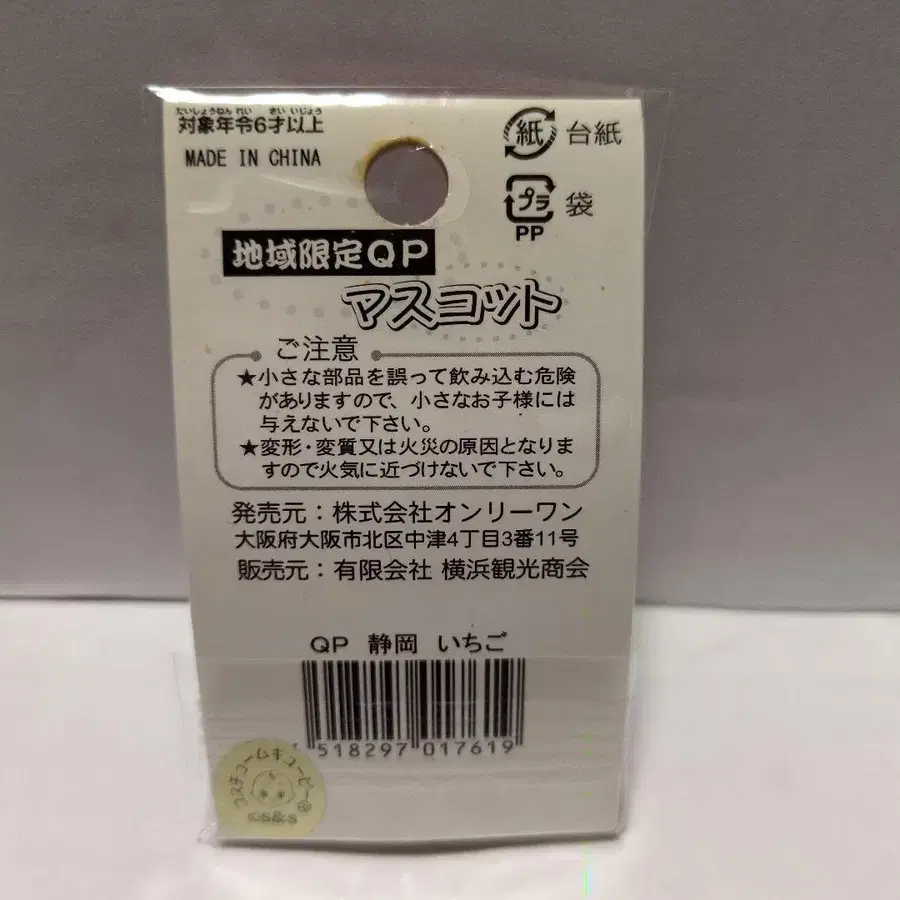 たいしょうねんれい さいいじょう
対象年令6才以上
MADE IN CHINA
紙 台紙
プラ 袋
PP
地域限定QP
マスコット
ご注意
★小さな部品を誤って飲み込む危険
がありますので、小さなお子様には
与えないで下さい。
★変形・変質又は火災の原因となりま
すので火気に近づけないで下さい。
発売元：株式会社オンリーワン
大阪府大阪市北区中津4丁目3番11号
販売元：有限会社 横浜観光商会
QP 静岡 いちご
4 518297 017619
コスチュームキューピー®
©S&S